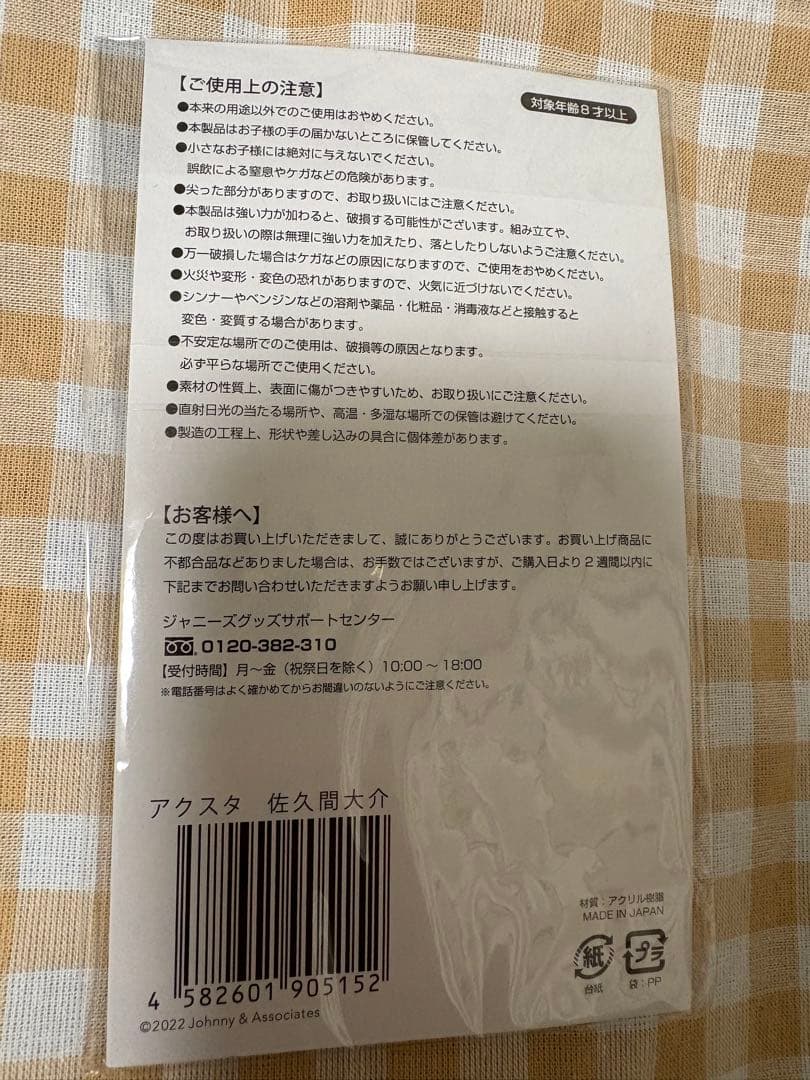 【ご使用上の注意】
対象年齢8才以上
●本来の用途以外でのご使用はおやめください。
●本製品はお子様の手の届かないところに保管してください。
●小さなお子様には絶対に与えないでください。
誤飲による窒息やケガなどの危険があります。
●尖った部分がありますので、お取り扱いにはご注意ください。
●本製品は強い力が加わると、破損する可能性がございます。組み立てや、
お取り扱いの際は無理に強い力を加えたり、落としたりしないようご注意ください。
●万一破損した場合はケガなどの原因になりますので、ご使用をおやめください。
●火災や変形・変色の恐れがありますので、火気に近づけないでください。
●シンナーやベンジンなどの溶剤や薬品・化粧品・消毒液などと接触すると
変色・変質する場合があります。
●不安定な場所でのご使用は、破損等の原因となります。
必ず平らな場所でご使用ください。
●素材の性質上、表面に傷がつきやすいため、お取り扱いにご注意ください。
●直射日光の当たる場所や、高温・多湿な場所での保管は避けてください。
●製造の工程上、形状や差し込みの具合に個体差があります。
【お客様へ】
この度はお買い上げいただきまして、誠にありがとうございます。お買い上げ商品に
不都合品などありました場合は、お手数ではございますが、ご購入日より2週間以内に
下記までお問い合わせいただきますようお願い申し上げます。
ジャニーズグッズサポートセンター
0120-382-310
【受付時間】月～金（祝祭日を除く）10:00～18:00
※電話番号はよく確かめてからお間違いのないようにご注意ください。
アクスタ 佐久間大介
4 582601 905152
©2022 Johnny & Associates
材質：アクリル樹脂
MADE IN JAPAN
紙
プラ
台紙
袋：PP